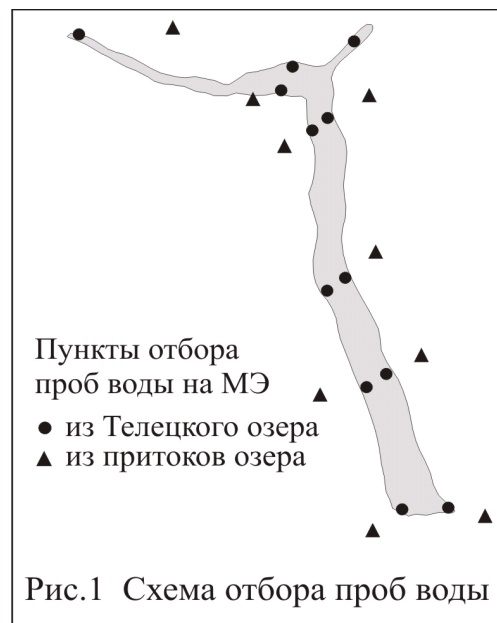 Пункты отбора
проб воды на МЭ
из Телецкого озера
из притоков озера
Рис.1 Схема отбора проб воды